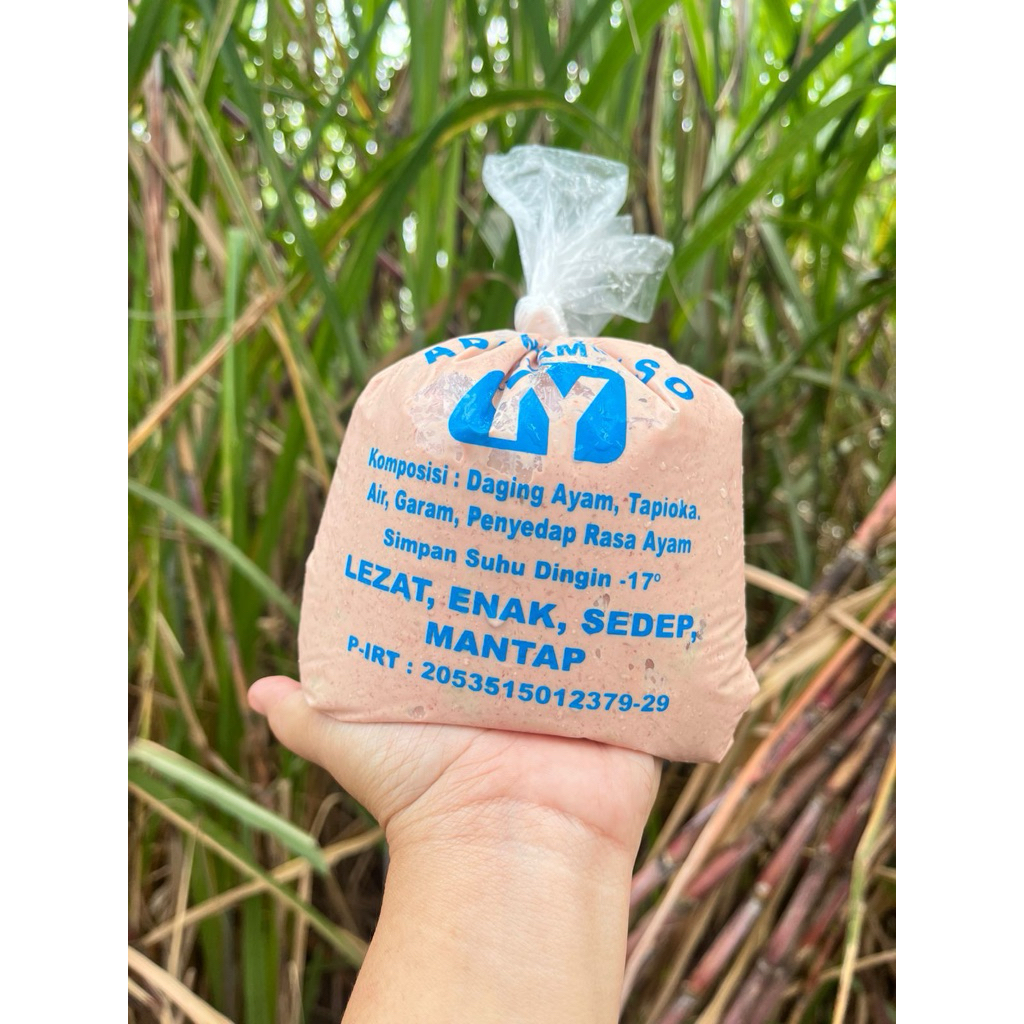 Komposisi : Daging Ayam, Tapioka.
Air, Garam, Penyedap Rasa Ayam
Simpan Suhu Dingin -17°
LEZAT, ENAK, SEDEP,
MANTAP
P-IRT : 2053515012379-29